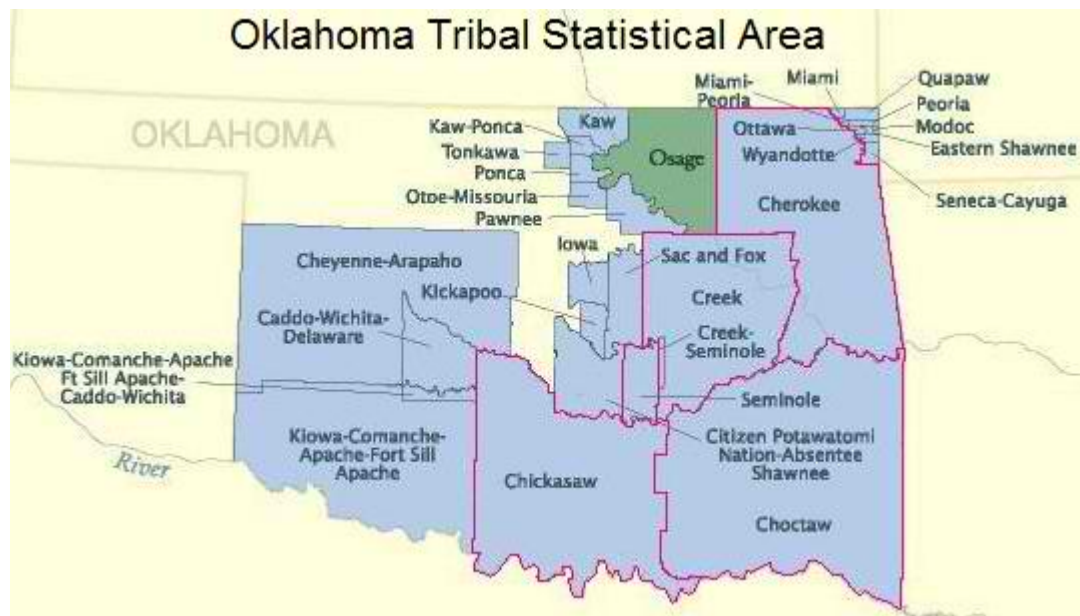 Oklahoma Tribal Statistical Area
OKLAHOMA
Miami-
Peoria
Miami
Quapaw
Peoria
Modoc
Eastern Shawnee
Seneca-Cayuga
Ottawa
Wyandotte
Cherokee
Kaw
Kaw-Ponca
Tonkawa
Ponca
Otoe-Missouria
Pawnee
Osage
Iowa
Sac and Fox
Kickapoo
Creek
Creek-
Seminole
Cheyenne-Arapaho
Caddo-Wichita-
Delaware
Kiowa-Comanche-Apache
Ft Sill Apache-
Caddo-Wichita
Seminole
Citizen Potawatomi
Nation-Absentee
Shawnee
Kiowa-Comanche-
Apache-Fort Sill
Apache
River
Chickasaw
Choctaw